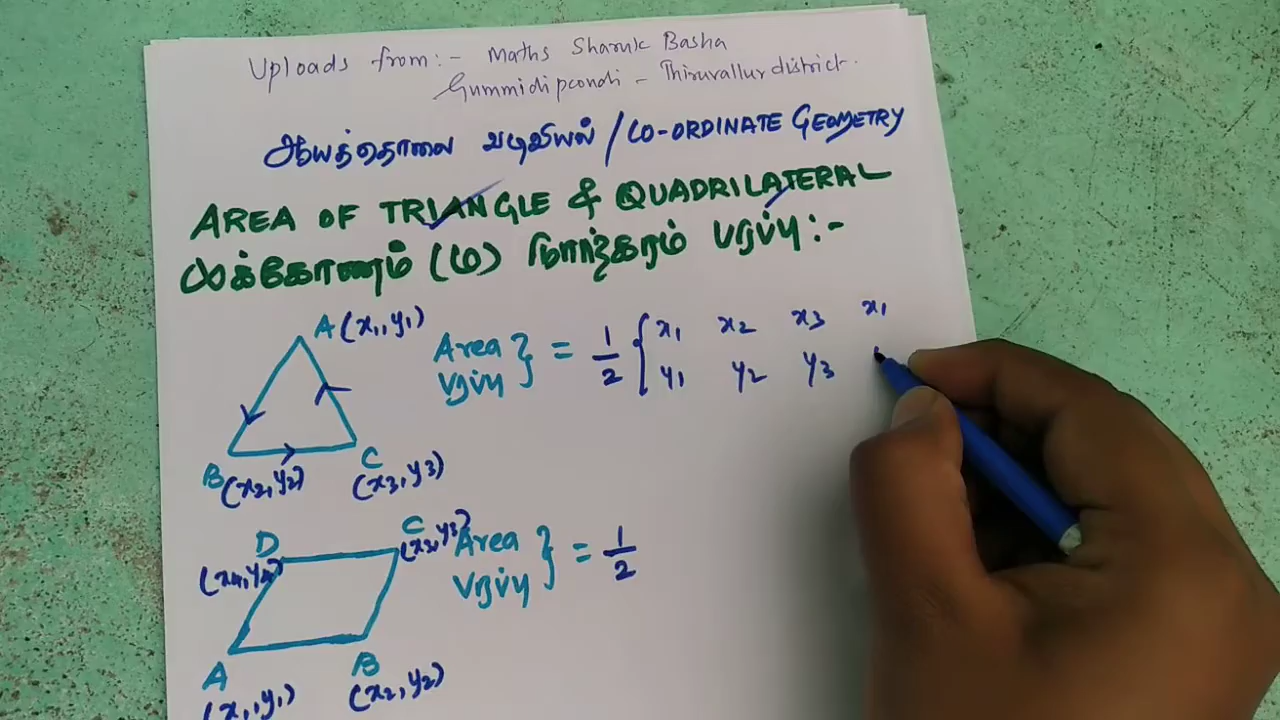 Uploads from:- Maths Sharuk Basha
Gummidipoondi - Thiruvallur district.
ஆயத்தொலை வடிவியல் / CO-ORDINATE GEOMETRY
AREA OF TRIANGLE & QUADRILATERAL
முக்கோணம் (ம) நாற்கரம் பரப்பு :-
A (x1, y1)
Area
பரப்பு } = 1/2 { x1 x2 x3 x1
y1 y2 y3
B (x2, y2)
C (x3, y3)
D (x4, y4)
C (x3, y3)
Area
பரப்பு } = 1/2
A (x1, y1)
B (x2, y2)